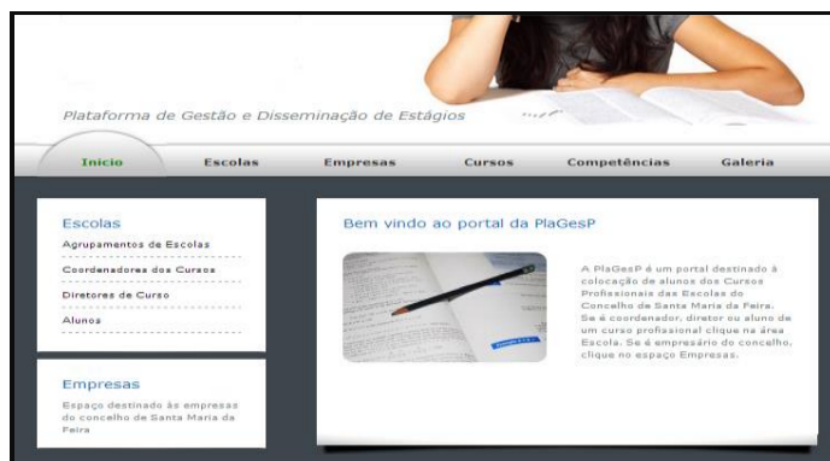 Plataforma de Gestão e Disseminação de Estágios
Inicio Escolas Empresas Cursos Competências Galeria
Escolas
Agrupamentos de Escolas
Coordenadores dos Cursos
Diretores de Curso
Alunos
Empresas
Espaço destinado às empresas
do concelho de Santa Maria da
Feira
Bem vindo ao portal da PlaGesP
A PlaGesP é um portal destinado à
colocação de alunos dos Cursos
Profissionais das Escolas do
Concelho de Santa Maria da Feira.
Se é coordenador, diretor ou aluno de
um curso profissional clique na área
Escola. Se é empresário do concelho,
clique no espaço Empresas.